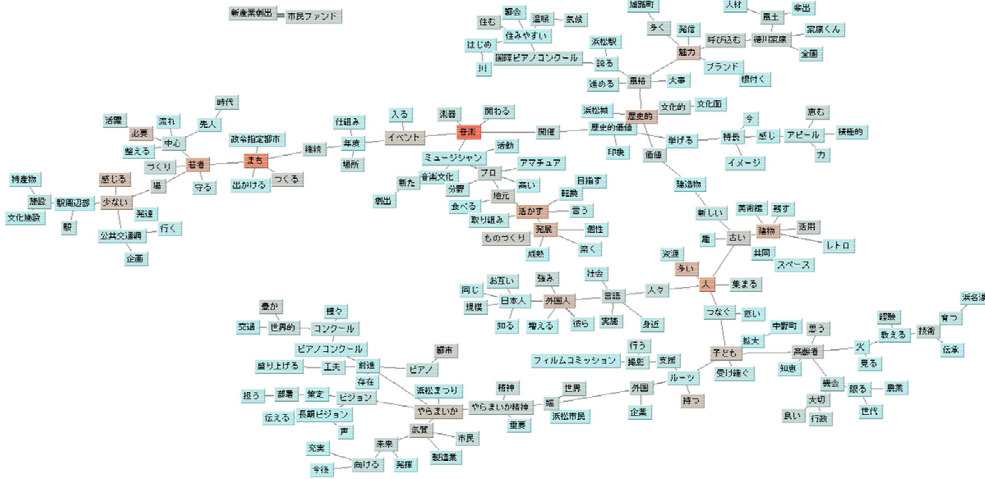 新産業創出
市民ファンド
雄踏町
人材
輩出
多く
発信
風土
家康くん
呼び込む
徳川家康
全国
魅力
ブランド
根付く
都会
温暖
気候
住む
住みやすい
はじめ
川
国際ピアノコンクール
浜松駅
誇る
進める
風格
大事
浜松城
歴史的
文化的
文化面
歴史的価値
印象
価値
挙げる
特長
今
感じ
イメージ
アピール
恵む
積極的
力
時代
活躍
流れ
先人
必要
中心
整える
づくり
若者
まち
政令指定都市
場
守る
出かける
つくる
継続
感じる
特産物
施設
駅周辺部
少ない
文化施設
駅
発達
公共交通網
行く
企画
仕組み
年度
場所
入る
イベント
楽器
関わる
音楽
開催
ミュージシャン
活動
音楽文化
プロ
アマチュア
新た
分野
高い
創出
地元
食べる
目指す
転換
取り組み
活かす
言う
ものづくり
発展
個性
成熟
築く
建造物
新しい
美術館
残す
趣
古い
建物
活用
レトロ
共同
スペース
資源
多い
人
集まる
つなぐ
低い
人々
社会
強み
言語
お互い
同じ
日本人
外国人
規模
知る
増える
彼ら
実施
身近
拡大
中野町
思う
子ども
高齢者
火
経験
教える
育つ
浜名湖
技術
伝承
見る
受け継ぐ
知恵
機会
限る
農業
世代
大切
良い
行政
行う
フィルムコミッション
撮影
支援
ルーツ
持つ
外国
企業
世界
幅
浜松市民
精神
やらまいか精神
重要
浜松まつり
やらまいか
豊か
様々
交通
世界的
コンクール
ピアノコンクール
都市
盛り上げる
工夫
創造
ピアノ
存在
担う
部署
策定
ビジョン
伝える
長期ビジョン
声
気質
市民
製造業
未来
充実
今後
向ける
発揮